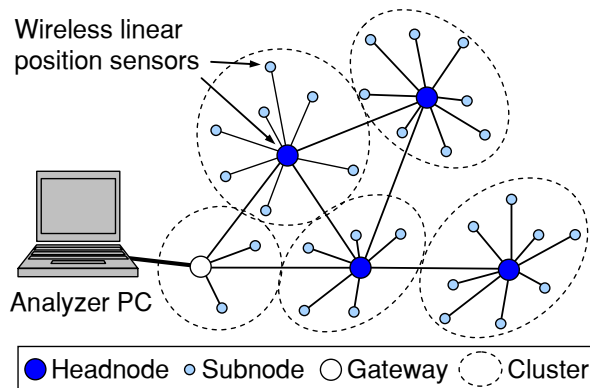 Wireless linear
position sensors
Analyzer PC
Headnode Subnode Gateway Cluster